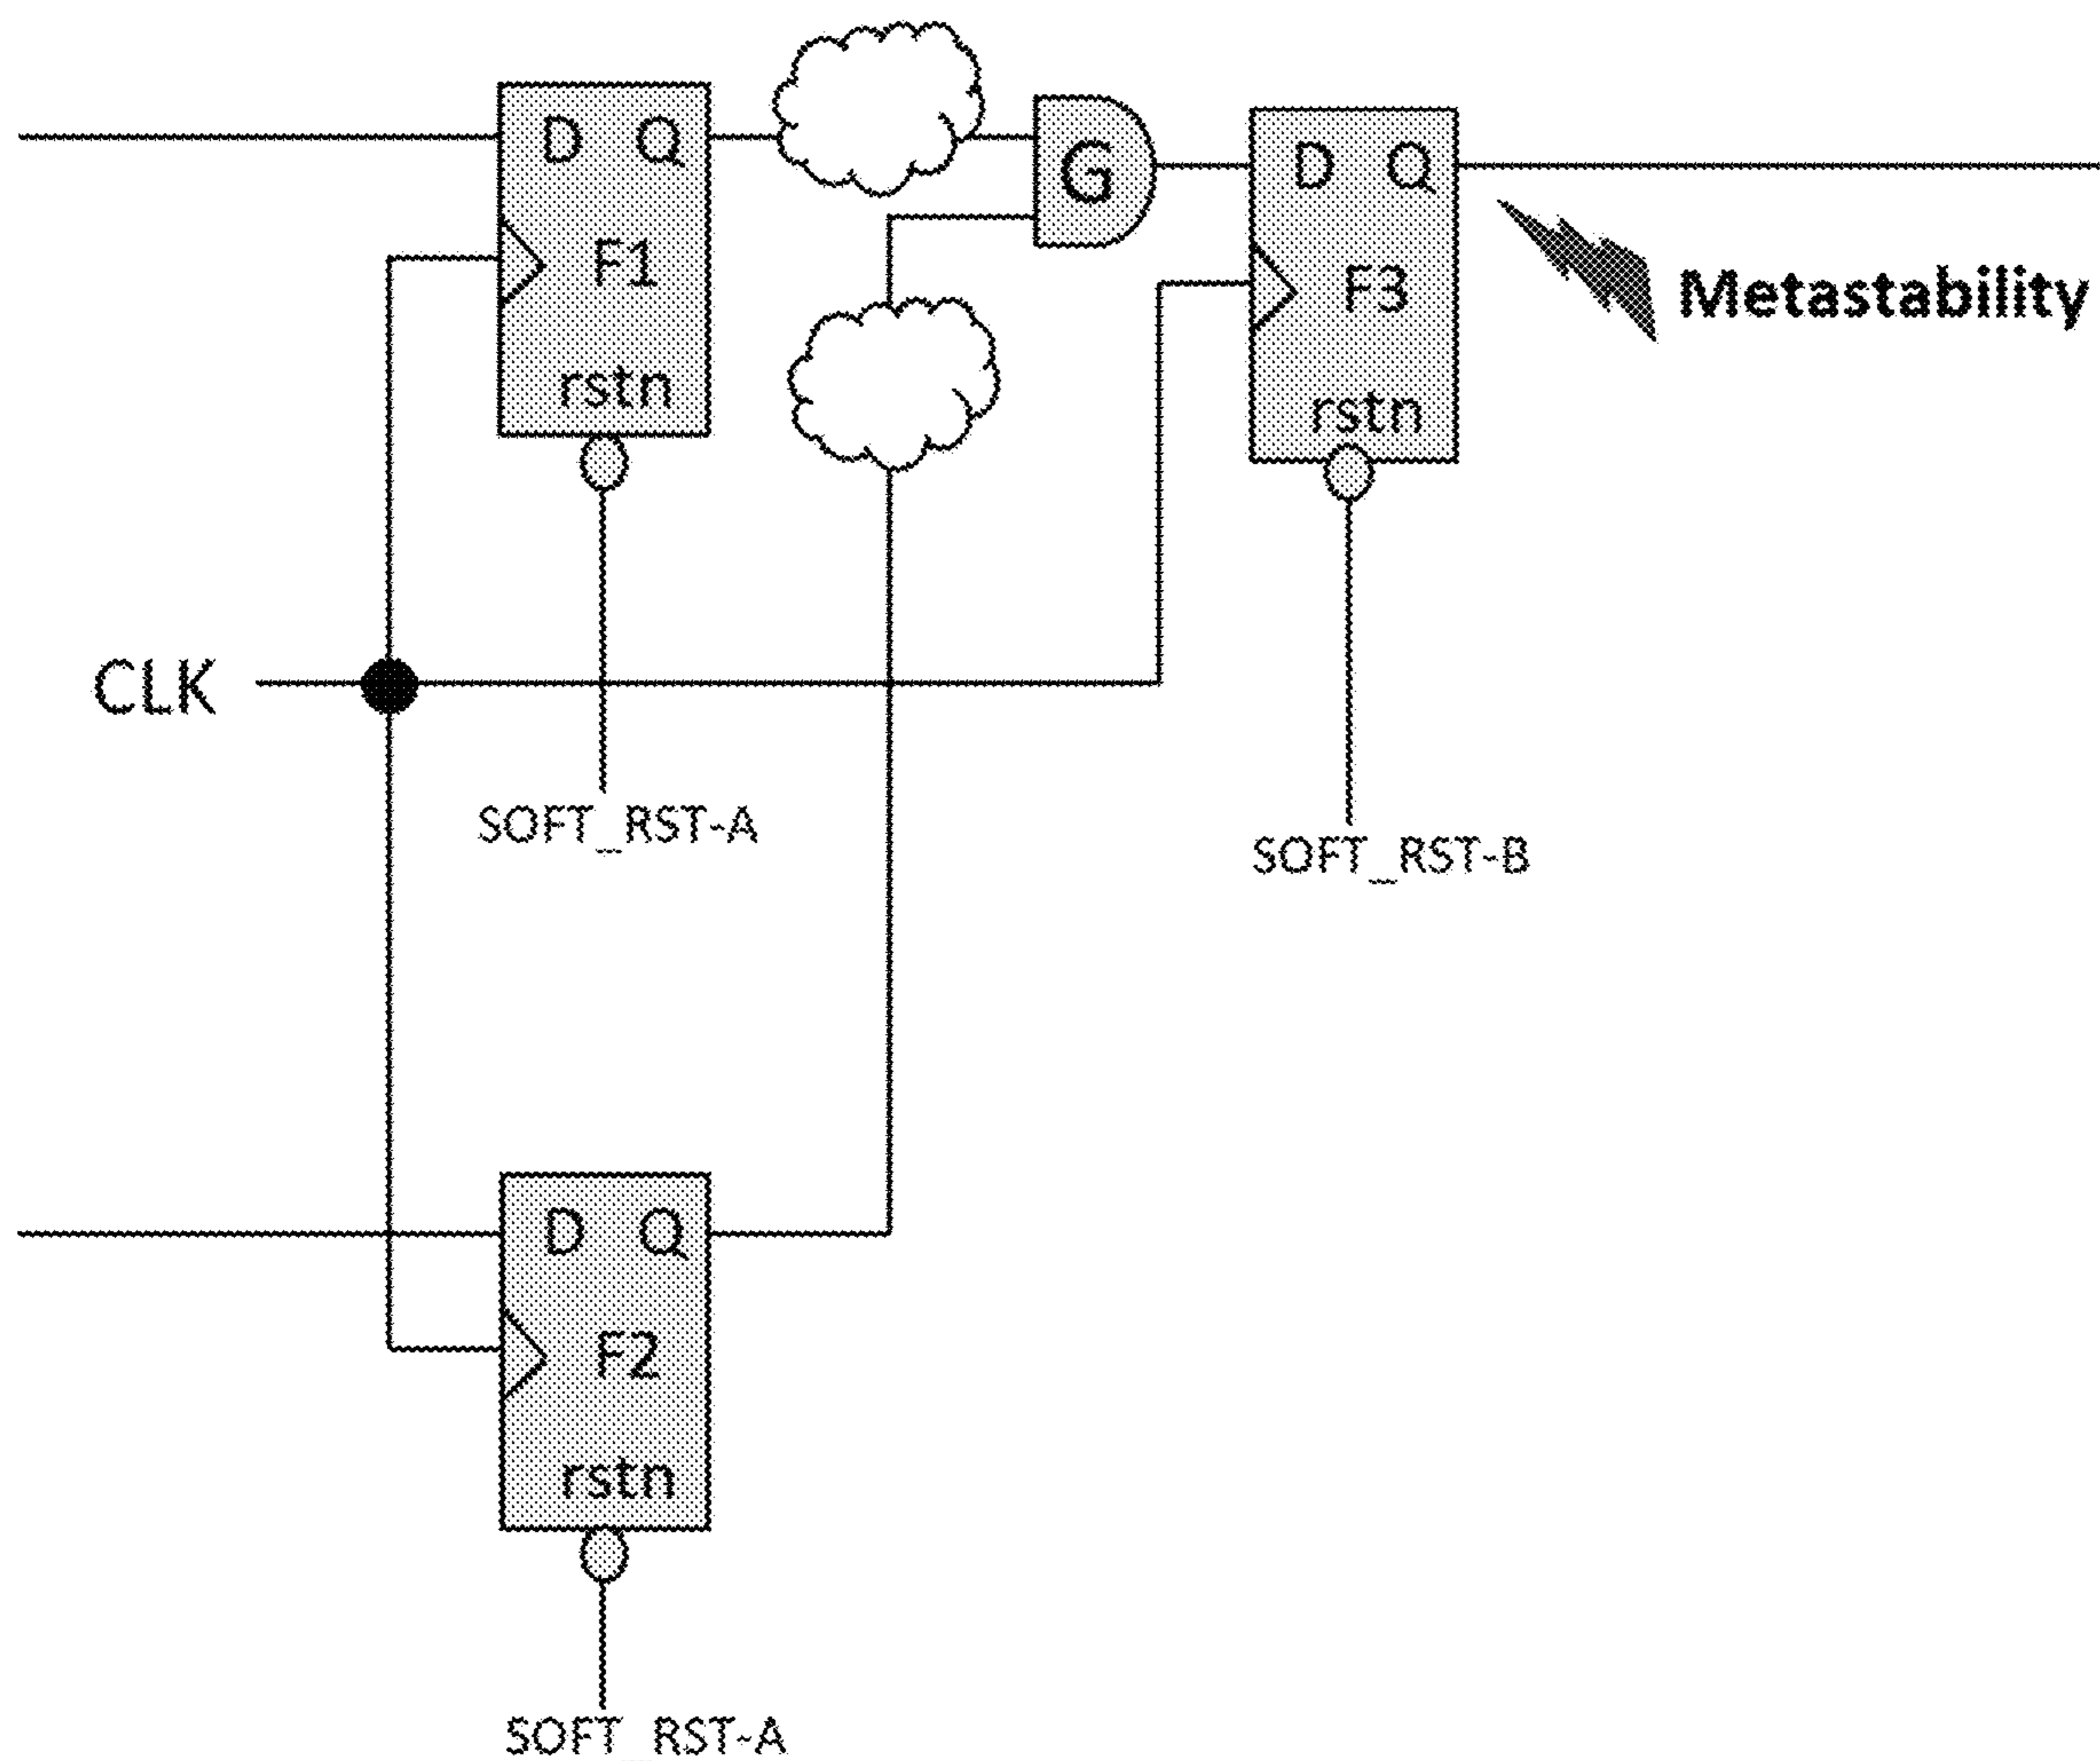 D Q
G
D Q
F1
F3
Metastability
rstn
rstn
CLK
SOFT_RST-A
SOFT_RST-B
D Q
F2
rstn
SOFT_RST-A